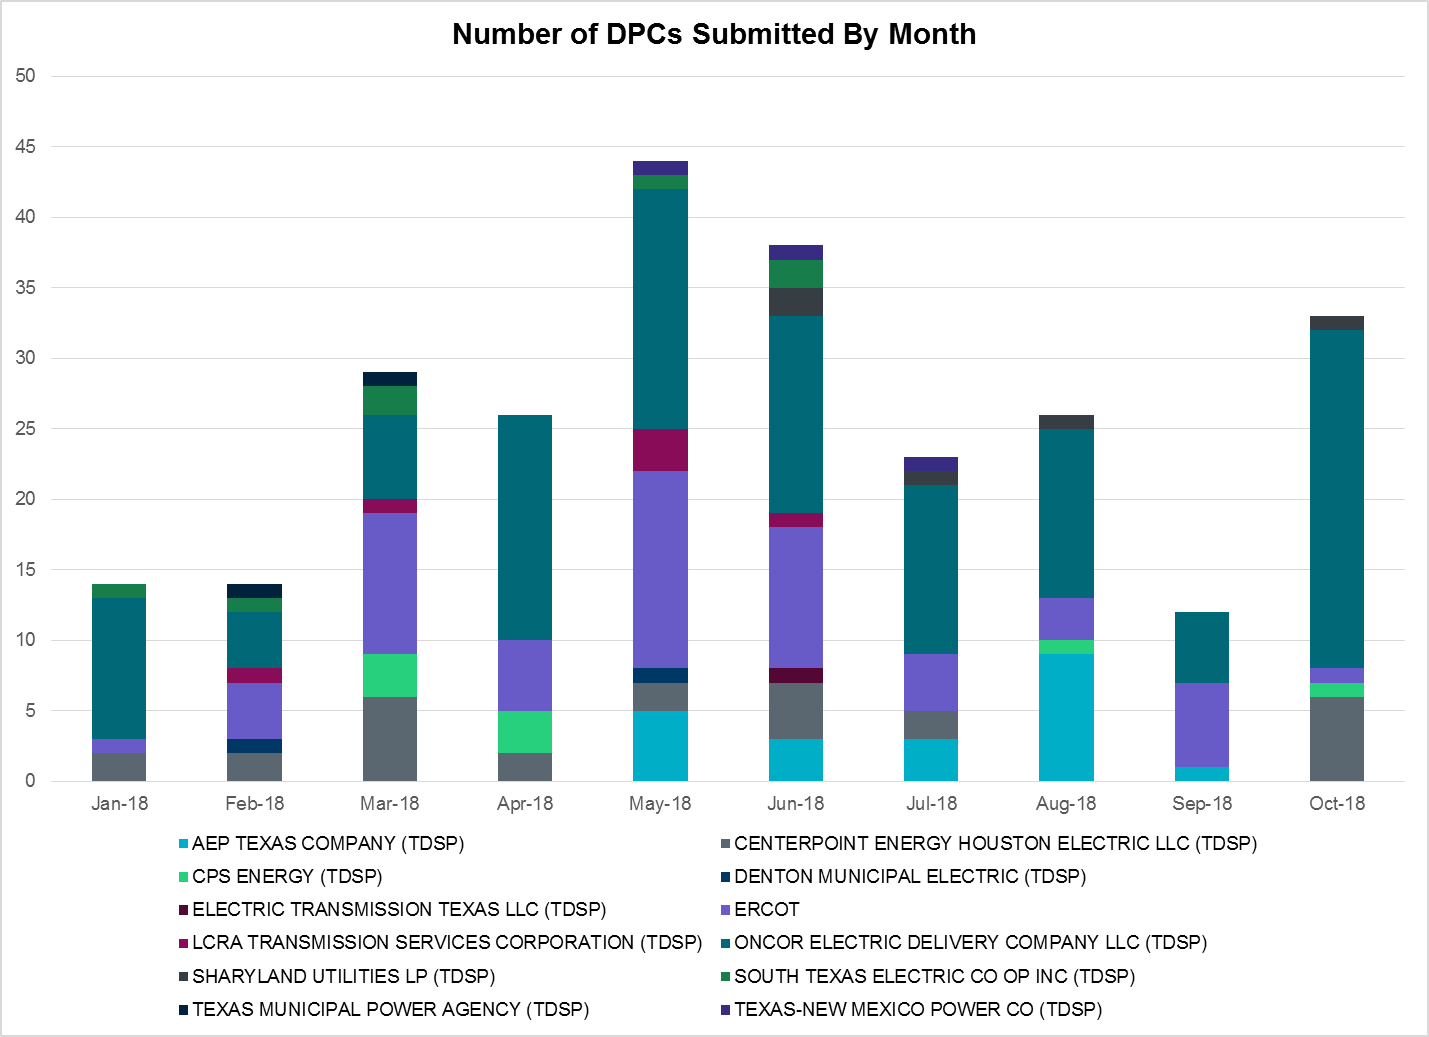 Number of DPCs Submitted By Month
50
45
40
35
30
25
20
15
10
5
0
Jan-18 Feb-18 Mar-18 Apr-18 May-18 Jun-18 Jul-18 Aug-18 Sep-18 Oct-18
AEP TEXAS COMPANY (TDSP) CENTERPOINT ENERGY HOUSTON ELECTRIC LLC (TDSP)
CPS ENERGY (TDSP) DENTON MUNICIPAL ELECTRIC (TDSP)
ELECTRIC TRANSMISSION TEXAS LLC (TDSP) ERCOT
LCRA TRANSMISSION SERVICES CORPORATION (TDSP) ONCOR ELECTRIC DELIVERY COMPANY LLC (TDSP)
SHARYLAND UTILITIES LP (TDSP) SOUTH TEXAS ELECTRIC CO OP INC (TDSP)
TEXAS MUNICIPAL POWER AGENCY (TDSP) TEXAS-NEW MEXICO POWER CO (TDSP)